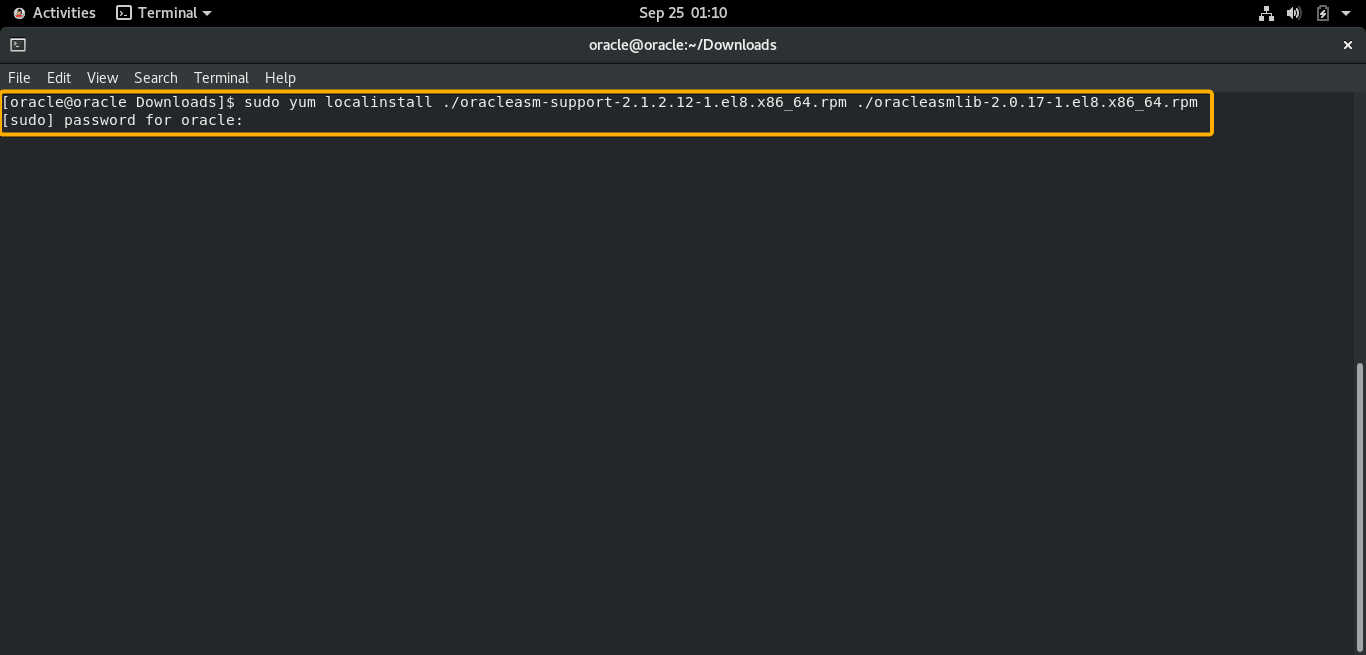 Activities Terminal Sep 25 01:10
oracle@oracle:~/Downloads
File Edit View Search Terminal Help
[oracle@oracle Downloads]$ sudo yum localinstall ./oracleasm-support-2.1.2.12-1.el8.x86_64.rpm ./oracleasmlib-2.0.17-1.el8.x86_64.rpm
[sudo] password for oracle: